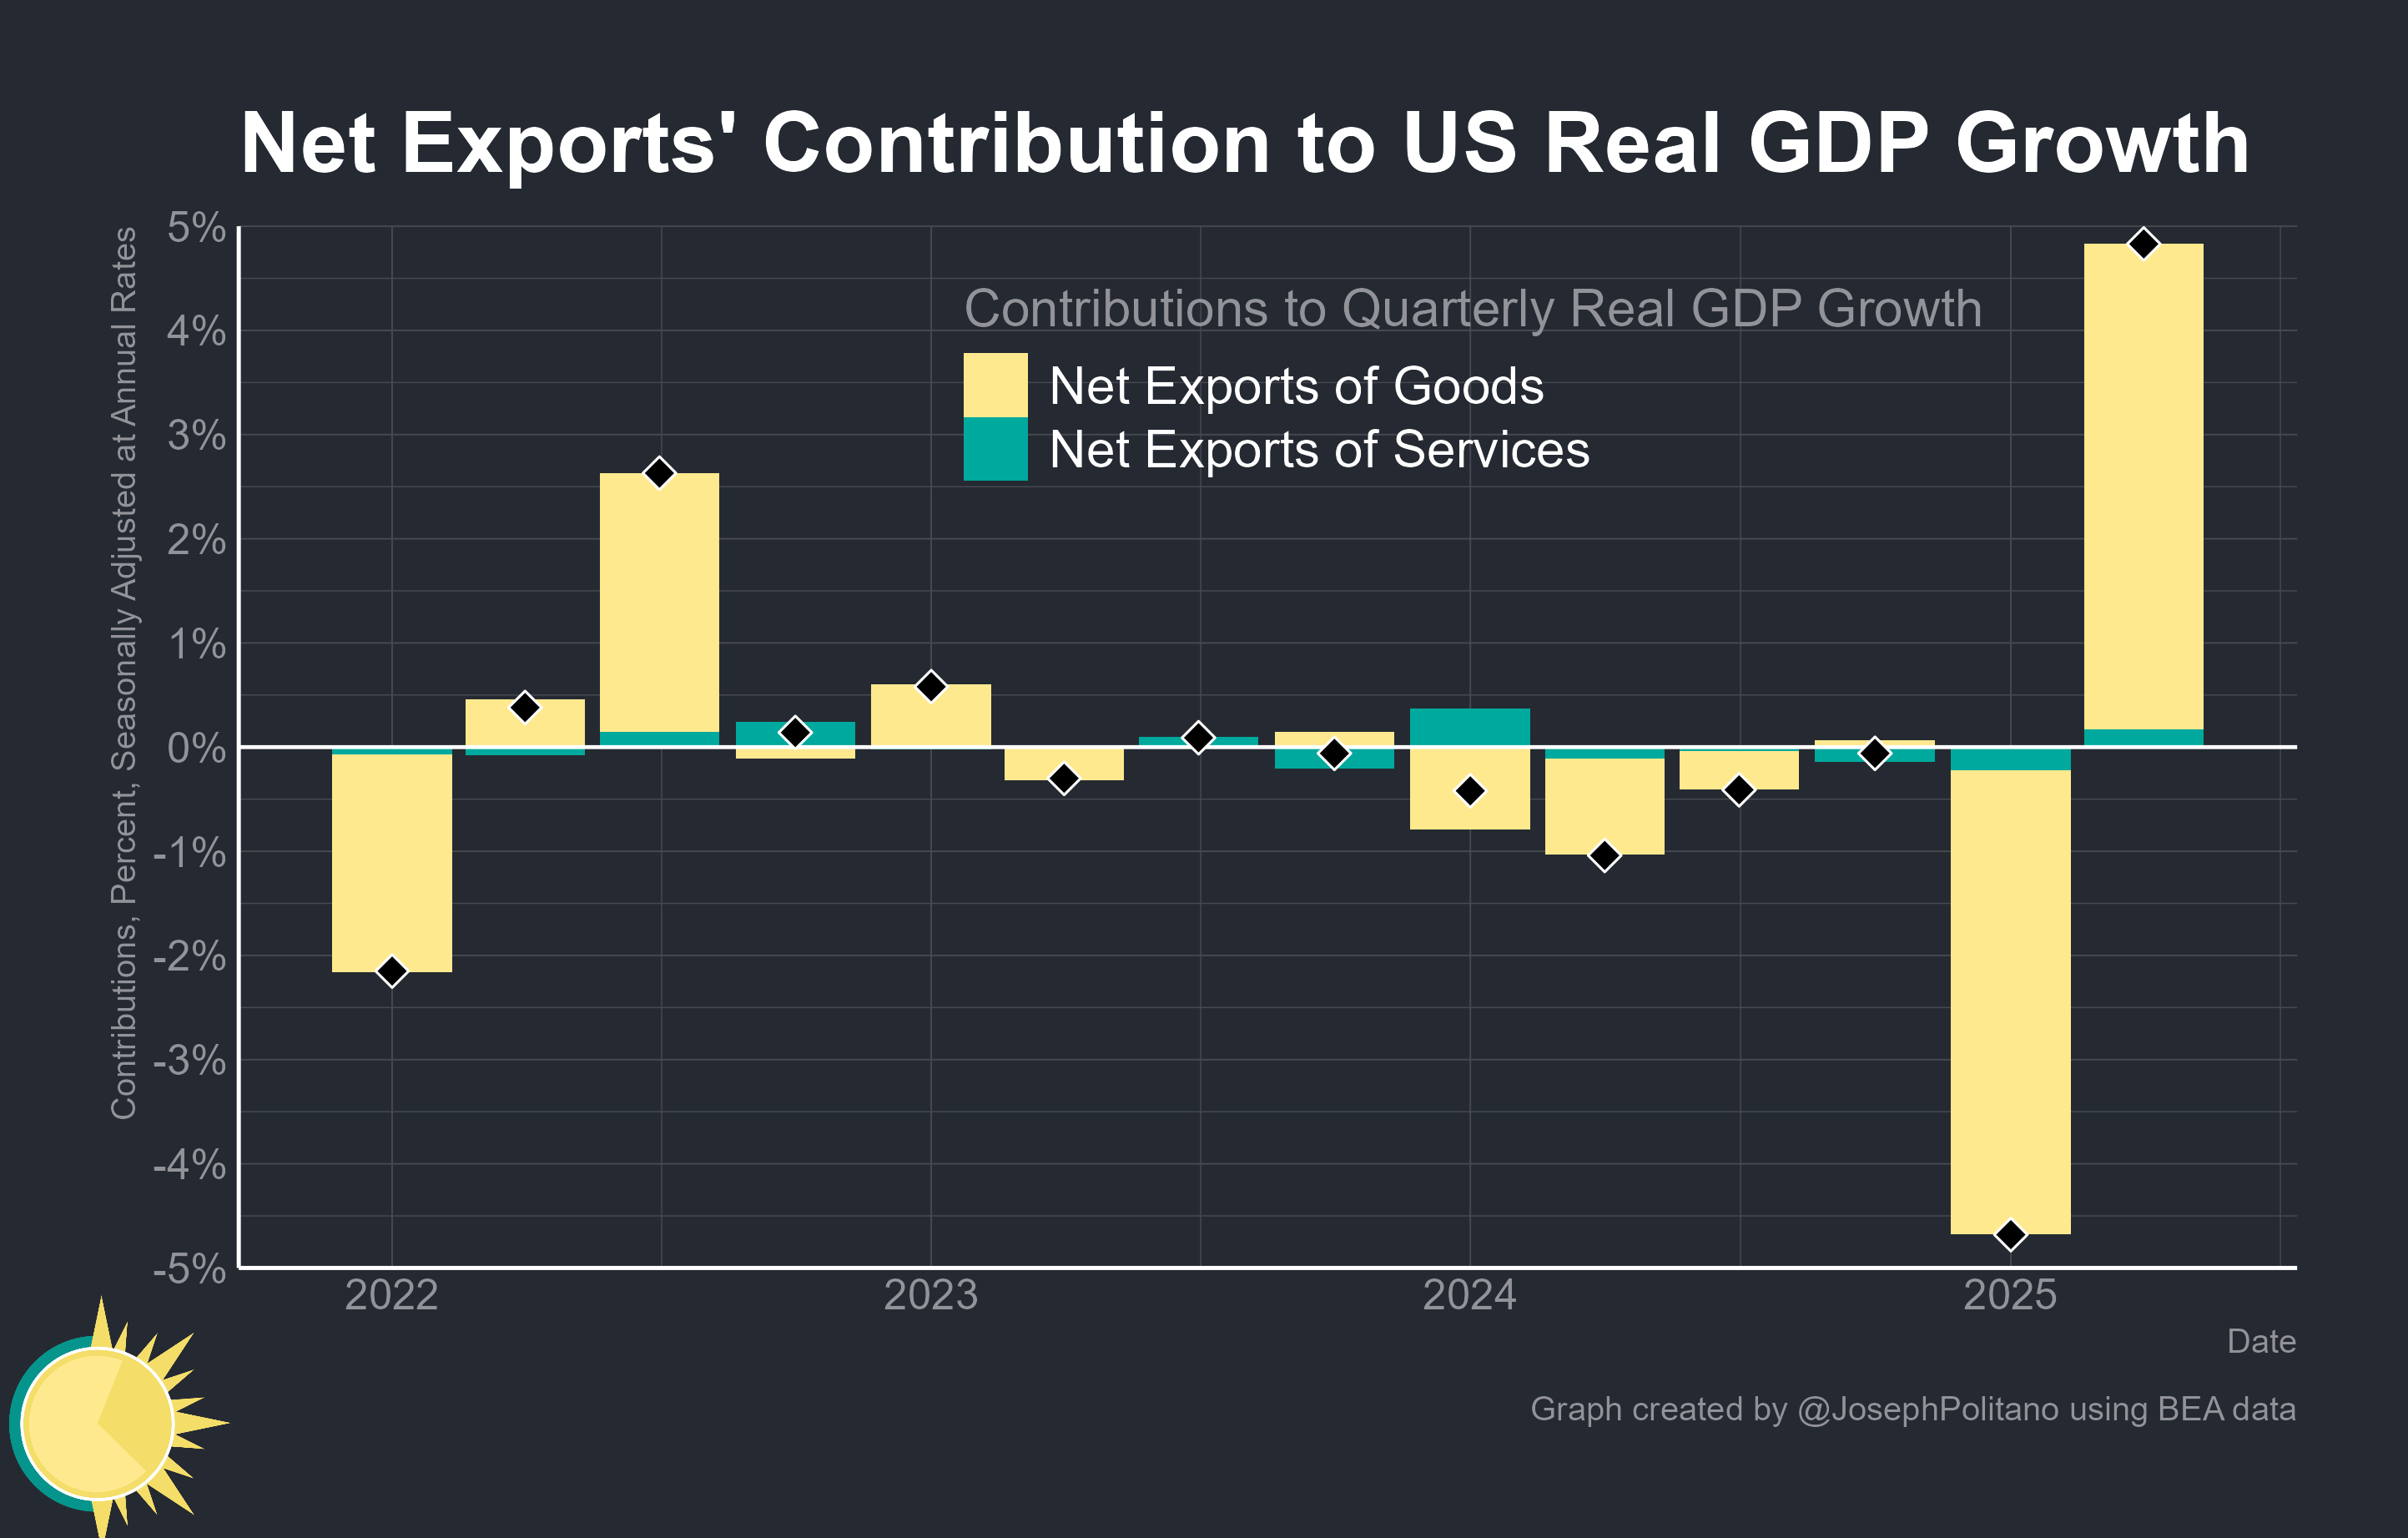 Net Exports' Contribution to US Real GDP Growth
Contributions, Percent, Seasonally Adjusted at Annual Rates
5%
4%
3%
2%
1%
0%
-1%
-2%
-3%
-4%
-5%
Contributions to Quarterly Real GDP Growth
Net Exports of Goods
Net Exports of Services
2022
2023
2024
2025
Date
Graph created by @JosephPolitano using BEA data